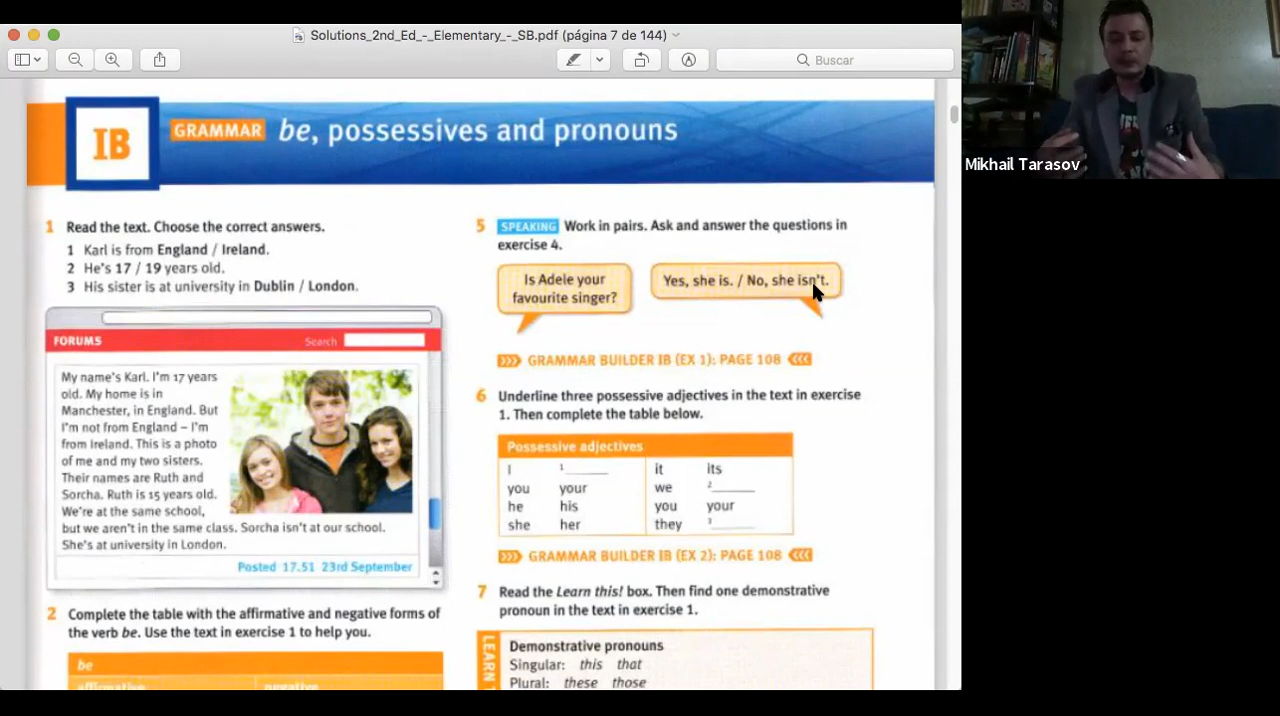 Solutions_2nd_Ed_-_Elementary_-_SB.pdf (página 7 de 144)
Buscar
IB
GRAMMAR be, possessives and pronouns
1 Read the text. Choose the correct answers.
1 Karl is from England / Ireland.
2 He's 17 / 19 years old.
3 His sister is at university in Dublin / London.
FORUMS
Search
My name's Karl. I'm 17 years
old. My home is in
Manchester, in England. But
I'm not from England – I'm
from Ireland. This is a photo
of me and my two sisters.
Their names are Ruth and
Sorcha. Ruth is 15 years old.
We're at the same school,
but we aren't in the same class. Sorcha isn't at our school.
She's at university in London.
Posted 17.51 23rd September
2 Complete the table with the affirmative and negative forms of
the verb be. Use the text in exercise 1 to help you.
be
affirmative negative
5 SPEAKING Work in pairs. Ask and answer the questions in
exercise 4.
Is Adele your
favourite singer?
Yes, she is. / No, she isn't.
GRAMMAR BUILDER IB (EX 1): PAGE 108
6 Underline three possessive adjectives in the text in exercise
1. Then complete the table below.
Possessive adjectives
I 1 ______ it its
you your we 2 ______
he his you your
she her they 3 ______
GRAMMAR BUILDER IB (EX 2): PAGE 108
7 Read the Learn this! box. Then find one demonstrative
pronoun in the text in exercise 1.
LEARN
Demonstrative pronouns
Singular: this that
Plural: these those
Mikhail Tarasov